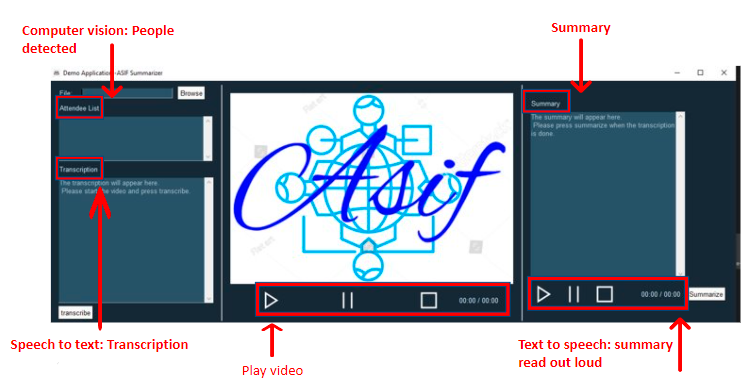 Computer vision: People
detected
Summary
Demo Application - ASIF Summarizer
File:
Browse
Attendee List
Transcription
The transcription will appear here.
Please start the video and press transcribe.
transcribe
Asif
00:00 / 00:00
Summary
The summary will appear here.
Please press summarize when the transcription
is done
00:00 / 00:00
Summarize
Speech to text: Transcription
Play video
Text to speech: summary
read out loud